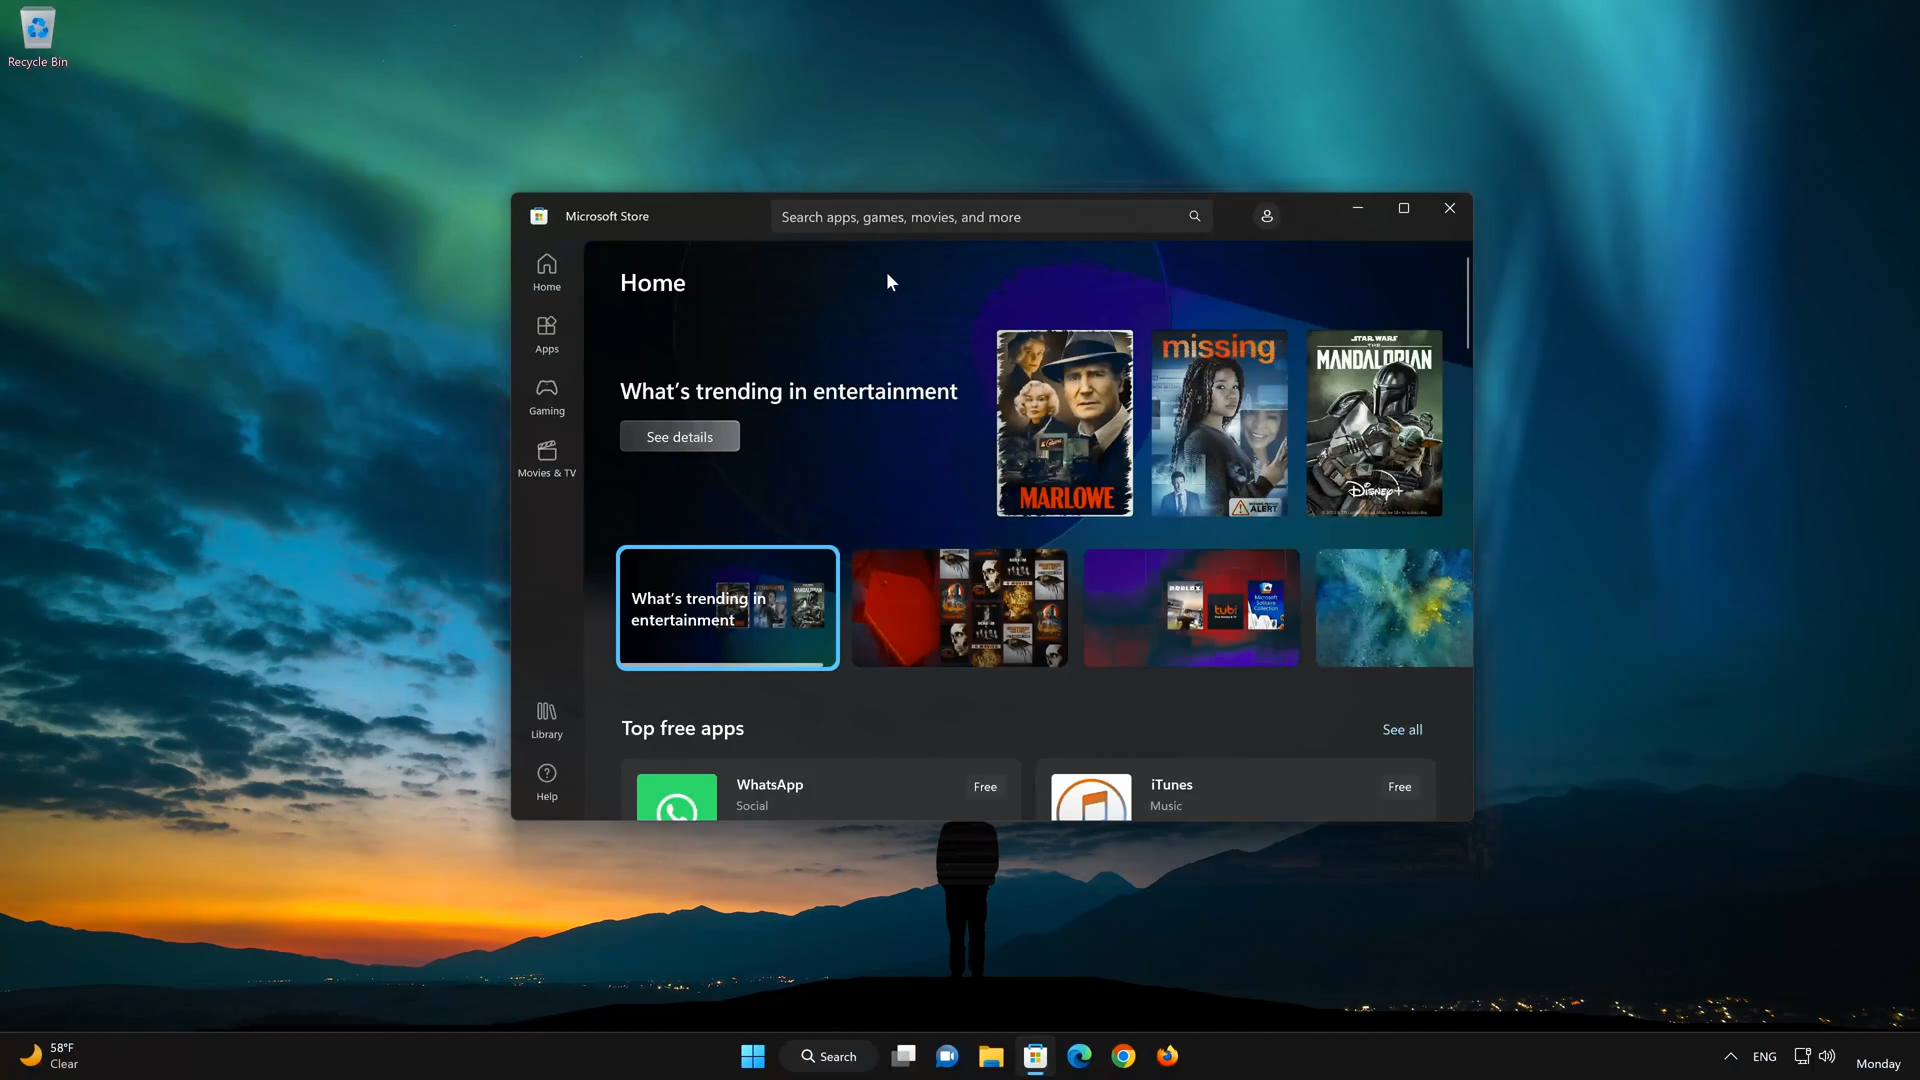 Recycle Bin
Microsoft Store
Search apps, games, movies, and more
Home
Apps
Gaming
Movies & TV
Library
Help
Home
What's trending in entertainment
See details
MARLOWE
missing
ALERT
STAR WARS
THE
MANDALORIAN
Disney+
What's trending in
entertainment
ROBLOX
tubi
Microsoft
Solitaire
Collection
Top free apps
See all
WhatsApp
Social
Free
iTunes
Music
Free
58°F
Clear
Search
ENG
Monday